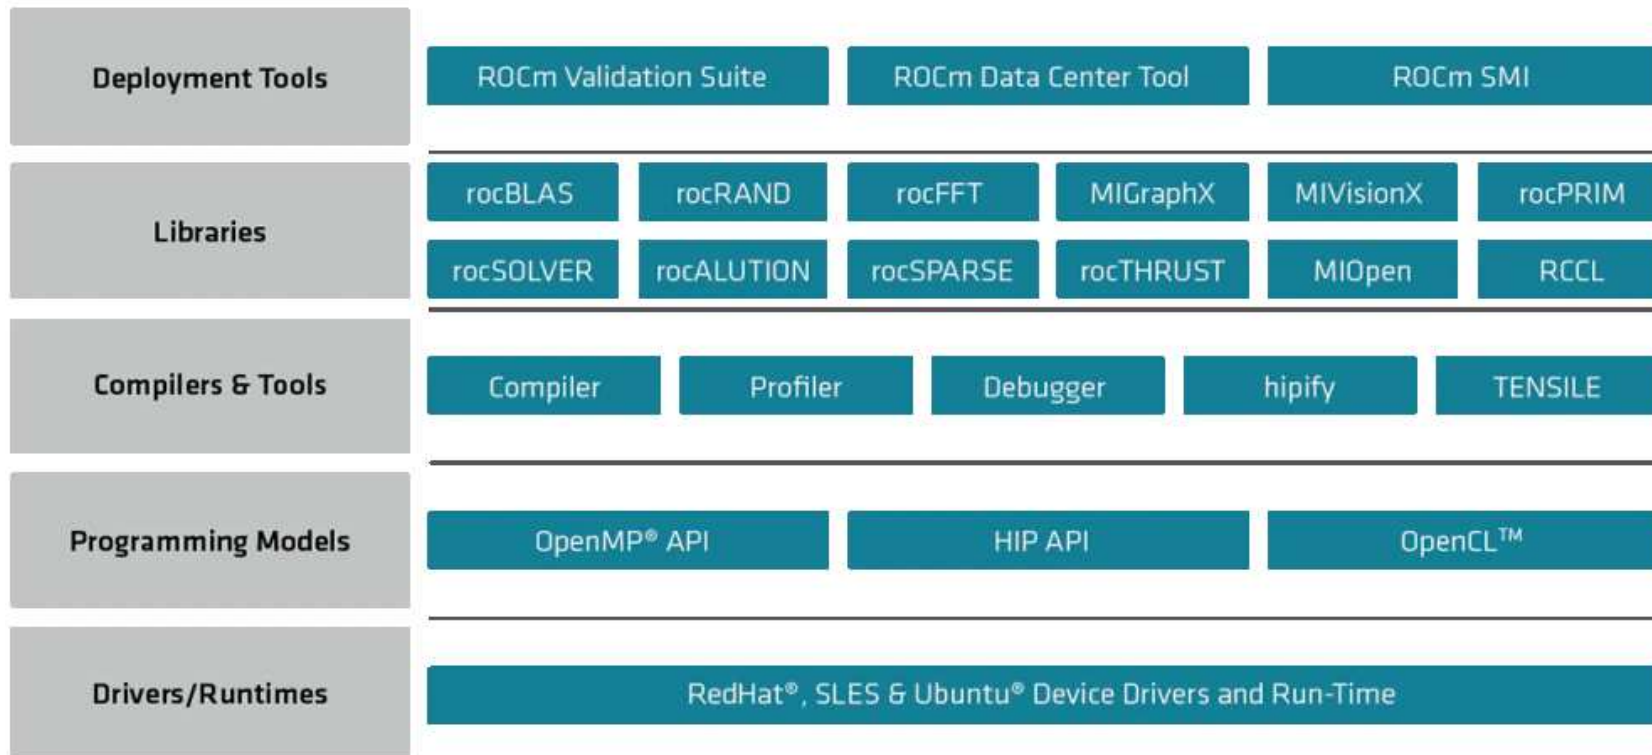 Deployment Tools
ROCm Validation Suite
ROCm Data Center Tool
ROCm SMI
Libraries
rocBLAS
rocRAND
rocFFT
MIGraphX
MIVisionX
rocPRIM
rocSOLVER
rocALUTION
rocSPARSE
rocTHRUST
MIOpen
RCCL
Compilers & Tools
Compiler
Profiler
Debugger
hipify
TENSILE
Programming Models
OpenMP® API
HIP API
OpenCL™
Drivers/Runtimes
RedHat®, SLES & Ubuntu® Device Drivers and Run-Time